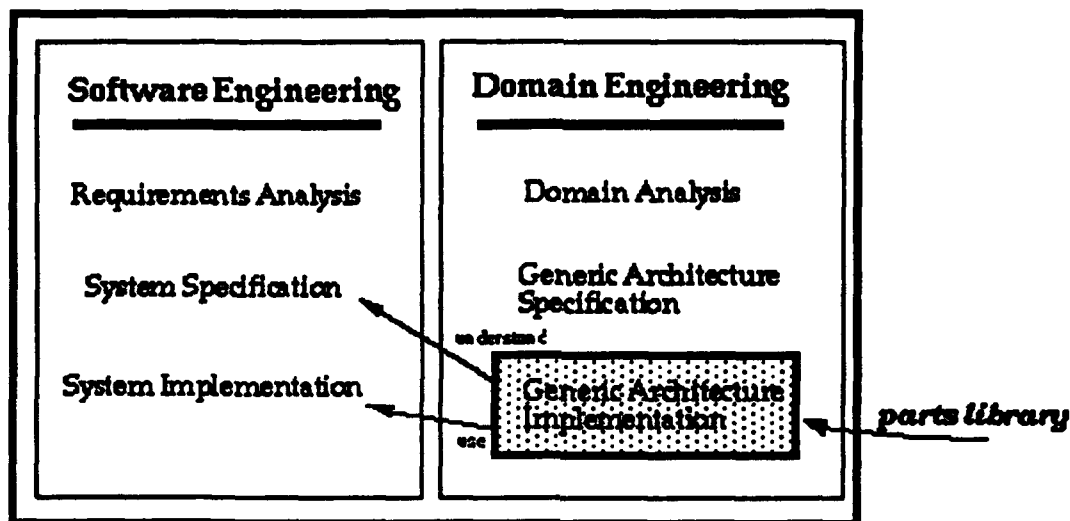 Software Engineering
Requirements Analysis
System Specification
System Implementation
Domain Engineering
Domain Analysis
Generic Architecture
Specification
understand
Generic Architecture
Implementation
use
parts library